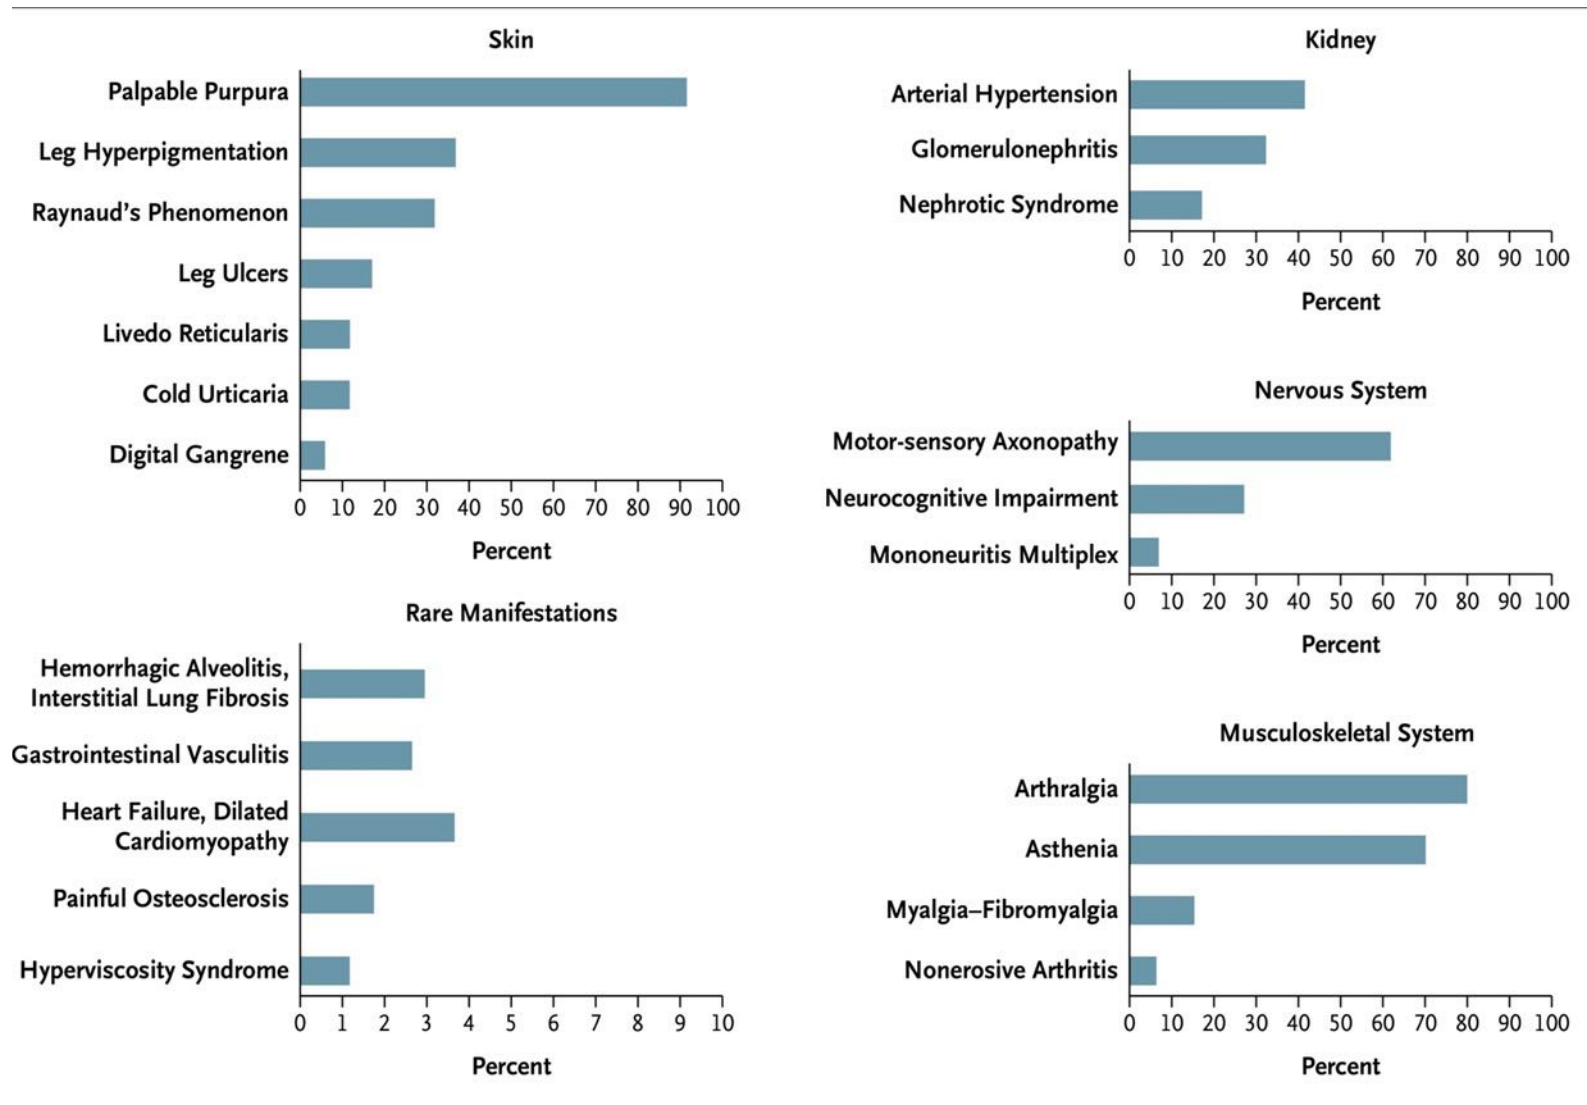 Skin
Palpable Purpura
Leg Hyperpigmentation
Raynaud’s Phenomenon
Leg Ulcers
Livedo Reticularis
Cold Urticaria
Digital Gangrene
0 10 20 30 40 50 60 70 80 90 100
Percent
Rare Manifestations
Hemorrhagic Alveolitis,
Interstitial Lung Fibrosis
Gastrointestinal Vasculitis
Heart Failure, Dilated
Cardiomyopathy
Painful Osteosclerosis
Hyperviscosity Syndrome
0 1 2 3 4 5 6 7 8 9 10
Percent
Kidney
Arterial Hypertension
Glomerulonephritis
Nephrotic Syndrome
0 10 20 30 40 50 60 70 80 90 100
Percent
Nervous System
Motor-sensory Axonopathy
Neurocognitive Impairment
Mononeuritis Multiplex
0 10 20 30 40 50 60 70 80 90 100
Percent
Musculoskeletal System
Arthralgia
Asthenia
Myalgia–Fibromyalgia
Nonerosive Arthritis
0 10 20 30 40 50 60 70 80 90 100
Percent